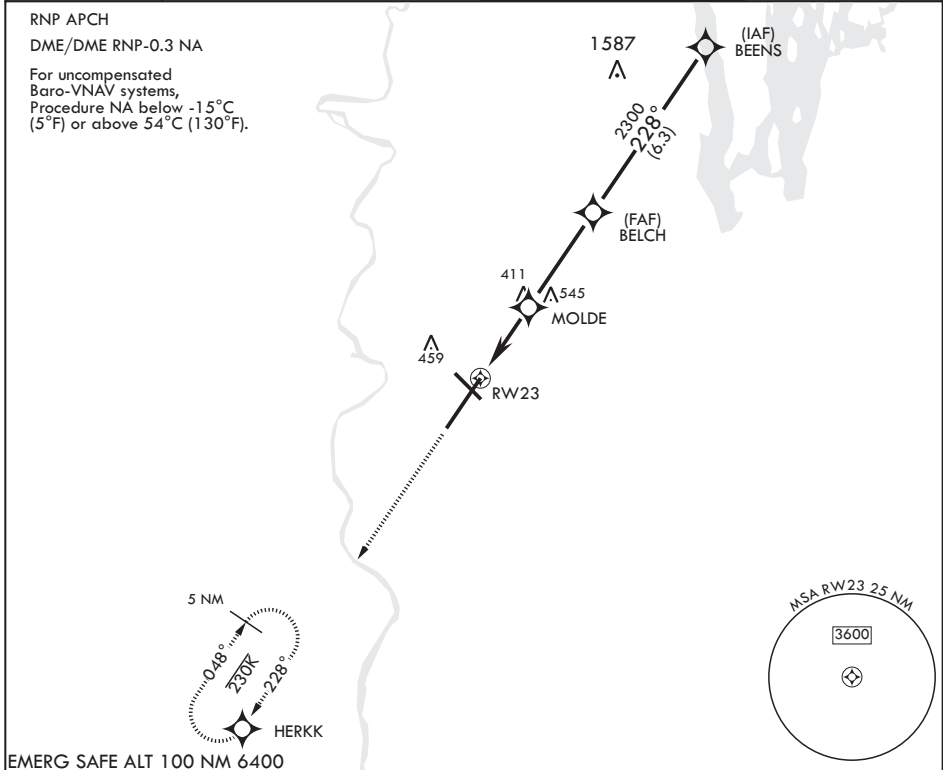 RNP APCH
DME/DME RNP-0.3 NA
For uncompensated
Baro-VNAV systems,
Procedure NA below -15°C
(5°F) or above 54°C (130°F).
1587
(IAF)
BEENS
2300
228°
(6.3)
(FAF)
BELCH
411
545
MOLDE
459
RW23
5 NM
048°
230K
228°
HERKK
MSA RW23 25 NM
3600
EMERG SAFE ALT 100 NM 6400